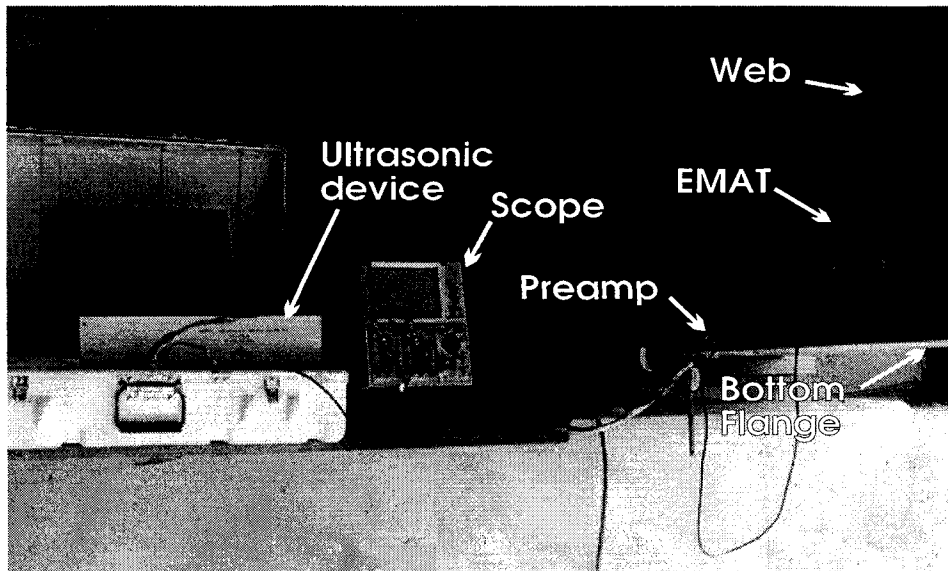 Web
Ultrasonic
device
EMAT
Scope
Preamp
Bottom
Flange